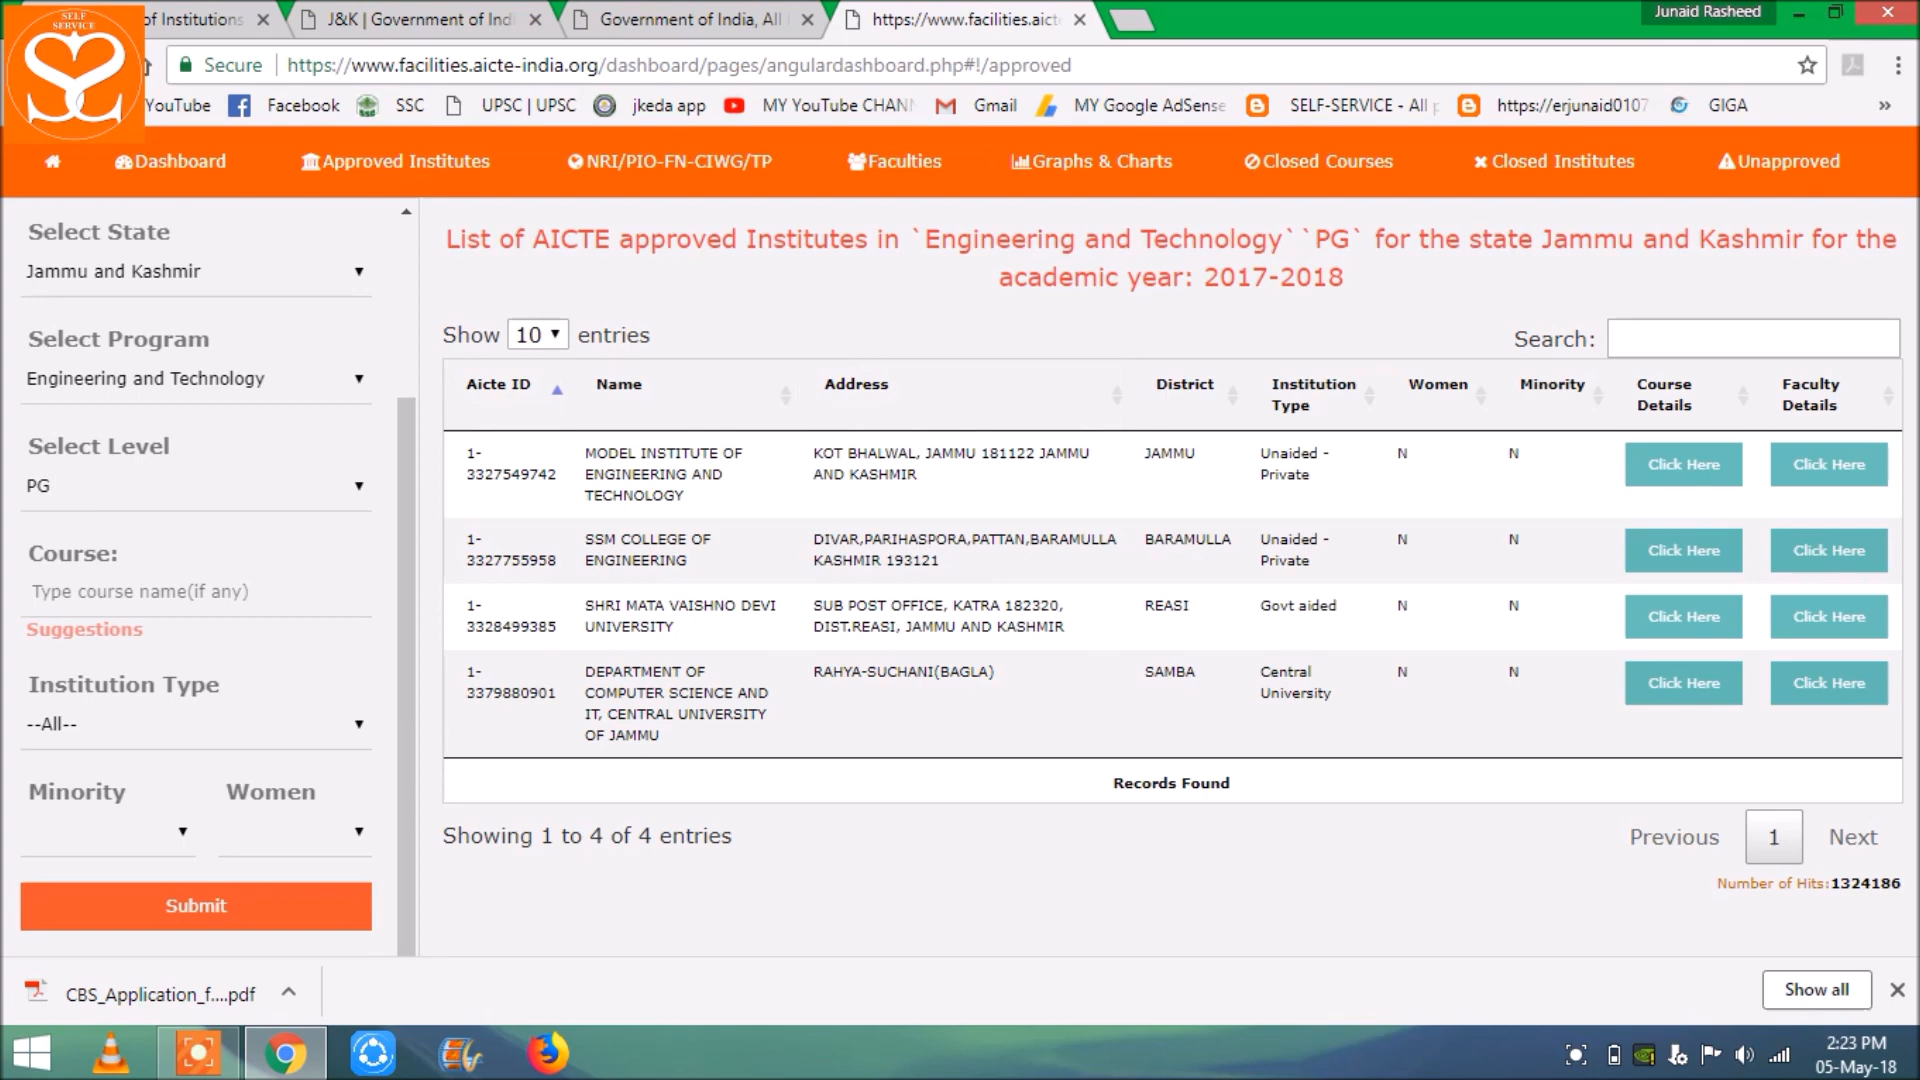 SELF
SERVICE
of Institutions
J&K | Government of Indi
Government of India, All
https://www.facilities.aicte
Junaid Rasheed
Secure
https://www.facilities.aicte-india.org/dashboard/pages/angulardashboard.php#!/approved
YouTube
Facebook
SSC
UPSC | UPSC
jkeda app
MY YouTube CHANN
Gmail
MY Google AdSense
SELF-SERVICE - All p
https://erjunaid0107
GIGA
»
Dashboard
Approved Institutes
NRI/PIO-FN-CIWG/TP
Faculties
Graphs & Charts
Closed Courses
Closed Institutes
Unapproved
Select State
Jammu and Kashmir
Select Program
Engineering and Technology
Select Level
PG
Course:
Type course name(if any)
Suggestions
Institution Type
--All--
Minority
Women
Submit
List of AICTE approved Institutes in `Engineering and Technology``PG` for the state Jammu and Kashmir for the
academic year: 2017-2018
Show 10 entries
Search:
Aicte ID
Name
Address
District
Institution
Type
Women
Minority
Course
Details
Faculty
Details
1-
3327549742
MODEL INSTITUTE OF
ENGINEERING AND
TECHNOLOGY
KOT BHALWAL, JAMMU 181122 JAMMU
AND KASHMIR
JAMMU
Unaided -
Private
N
N
Click Here
Click Here
1-
3327755958
SSM COLLEGE OF
ENGINEERING
DIVAR,PARIHASPORA,PATTAN,BARAMULLA
KASHMIR 193121
BARAMULLA
Unaided -
Private
N
N
Click Here
Click Here
1-
3328499385
SHRI MATA VAISHNO DEVI
UNIVERSITY
SUB POST OFFICE, KATRA 182320,
DIST.REASI, JAMMU AND KASHMIR
REASI
Govt aided
N
N
Click Here
Click Here
1-
3379880901
DEPARTMENT OF
COMPUTER SCIENCE AND
IT, CENTRAL UNIVERSITY
OF JAMMU
RAHYA-SUCHANI(BAGLA)
SAMBA
Central
University
N
N
Click Here
Click Here
Records Found
Showing 1 to 4 of 4 entries
Previous
1
Next
Number of Hits:1324186
CBS_Application_f....pdf
Show all
2:23 PM
05-May-18